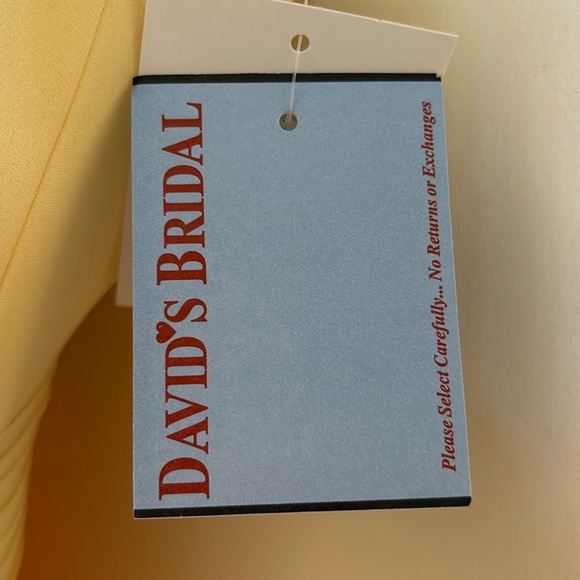 DAVID'S BRIDAL
Please Select Carefully... No Returns or Exchanges